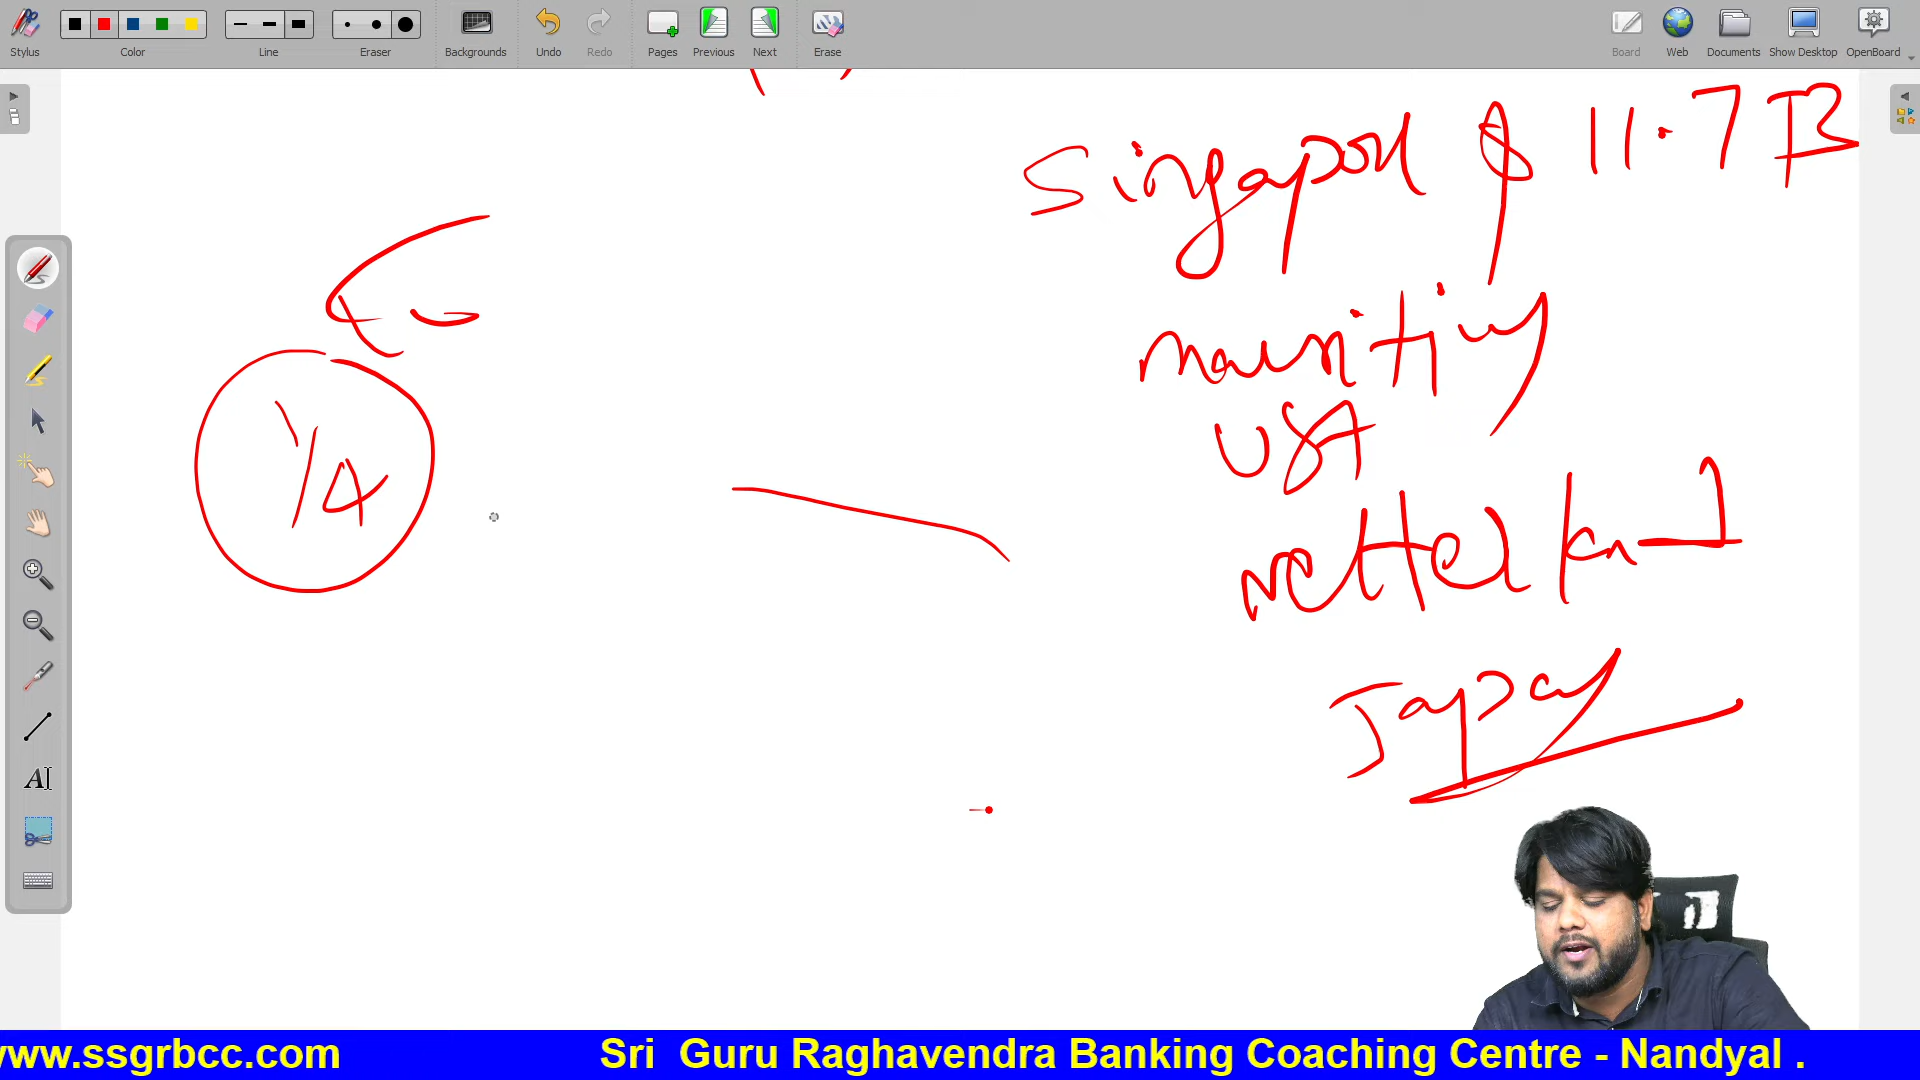 Stylus Color Line Eraser Backgrounds Undo Redo Pages Previous Next Erase Board Web Documents Show Desktop OpenBoard
Singapore $ 11.7 B
mauritius
USA
1/4
Netherland
Japan
www.ssgrbcc.com Sri Guru Raghavendra Banking Coaching Centre - Nandyal .